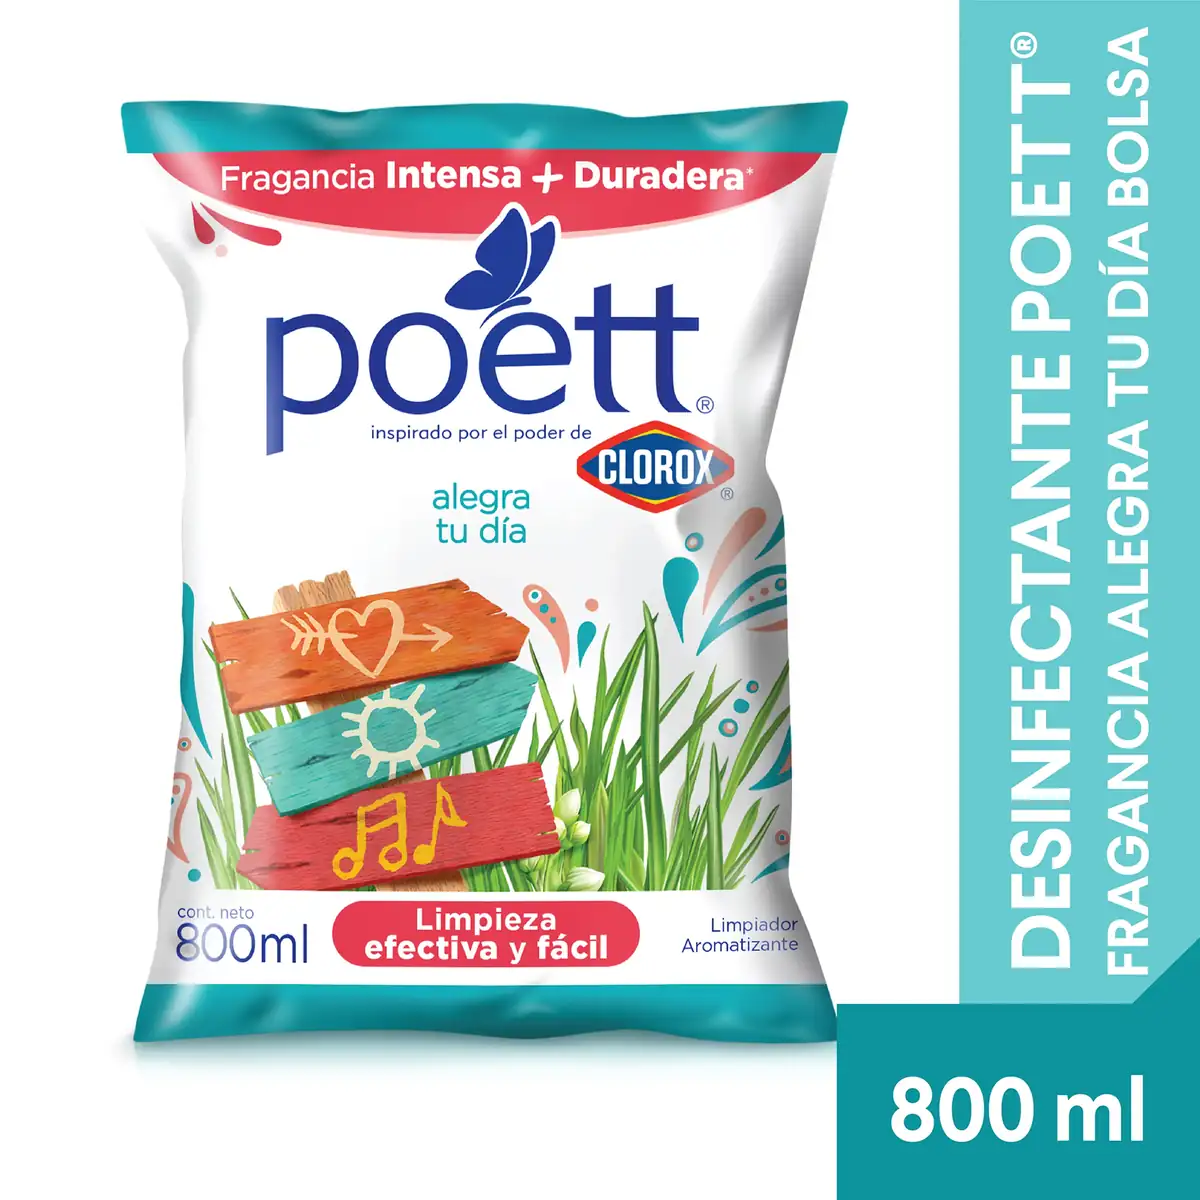 Fragancia Intensa + Duradera*
poett®
inspirado por el poder de
CLOROX®
alegra
tu día
cont. neto
800ml
Limpieza
efectiva y fácil
Limpiador
Aromatizante
DESINFECTANTE POETT®
FRAGANCIA ALEGRA TU DÍA BOLSA
800 ml